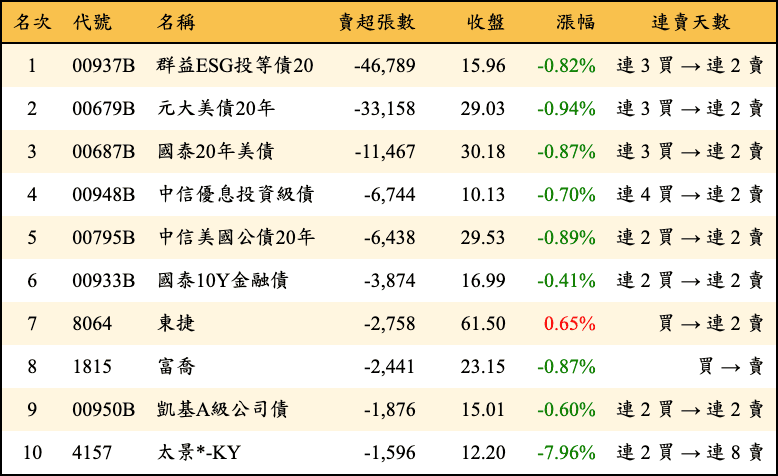 名次 代號 名稱 賣超張數 收盤 漲幅 連賣天數
1 00937B 群益ESG投等債20 -46,789 15.96 -0.82% 連 3 買 → 連 2 賣
2 00679B 元大美債20年 -33,158 29.03 -0.94% 連 3 買 → 連 2 賣
3 00687B 國泰20年美債 -11,467 30.18 -0.87% 連 3 買 → 連 2 賣
4 00948B 中信優息投資級債 -6,744 10.13 -0.70% 連 4 買 → 連 2 賣
5 00795B 中信美國公債20年 -6,438 29.53 -0.89% 連 2 買 → 連 2 賣
6 00933B 國泰10Y金融債 -3,874 16.99 -0.41% 連 2 買 → 連 2 賣
7 8064 東捷 -2,758 61.50 0.65% 買 → 連 2 賣
8 1815 富喬 -2,441 23.15 -0.87% 買 → 賣
9 00950B 凱基A級公司債 -1,876 15.01 -0.60% 連 2 買 → 連 2 賣
10 4157 太景*-KY -1,596 12.20 -7.96% 連 2 買 → 連 8 賣